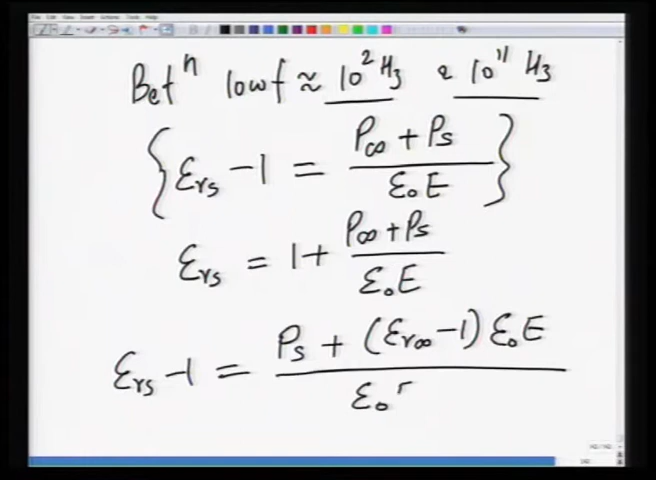 Betⁿ low f ≈ 10² Hz & 10¹¹ Hz
{ εrs − 1 = (P∞ + Ps) / (ε₀E) }
εrs = 1 + (P∞ + Ps) / (ε₀E)
εrs − 1 = (Ps + (εr∞ − 1) ε₀E) / ε₀